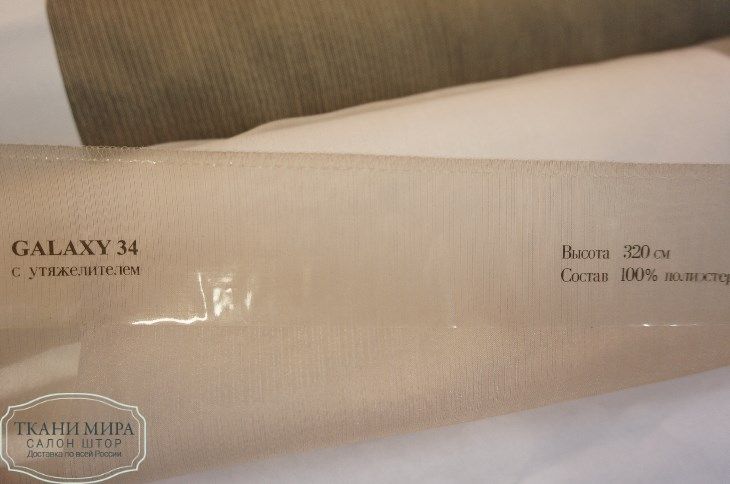 GALAXY 34
с утяжелителем
Высота 320 см
Состав 100% полиэстер
ТКАНИ МИРА
САЛОН ШТОР
Доставка по всей России